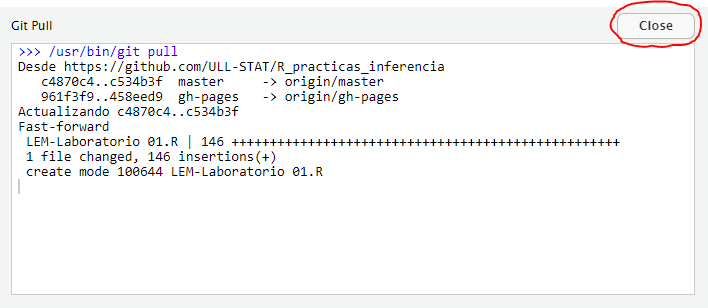 Git Pull
Close
>>> /usr/bin/git pull
Desde https://github.com/ULL-STAT/R_practicas_inferencia
   c4870c4..c534b3f  master     -> origin/master
   961f3f9..458eed9  gh-pages   -> origin/gh-pages
Actualizando c4870c4..c534b3f
Fast-forward
 LEM-Laboratorio 01.R | 146 +++++++++++++++++++++++++++++++++++++++++++++++++++
 1 file changed, 146 insertions(+)
 create mode 100644 LEM-Laboratorio 01.R